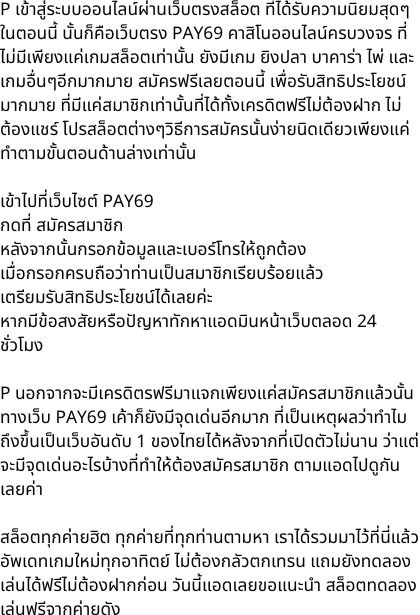 P เข้าสู่ระบบออนไลน์ผ่านเว็บตรงสล็อต ที่ได้รับความนิยมสุดๆ
ในตอนนี้ นั้นก็คือเว็บตรง PAY69 คาสิโนออนไลน์ครบวงจร ที่
ไม่มีเพียงแค่เกมสล็อตเท่านั้น ยังมีเกม ยิงปลา บาคาร่า ไพ่ และ
เกมอื่นๆอีกมากมาย สมัครฟรีเลยตอนนี้ เพื่อรับสิทธิประโยชน์
มากมาย ที่มีแค่สมาชิกเท่านั้นที่ได้ทั้งเครดิตฟรีไม่ต้องฝาก ไม่
ต้องแชร์ โปรสล็อตต่างๆวิธีการสมัครนั้นง่ายนิดเดียวเพียงแค่
ทำตามขั้นตอนด้านล่างเท่านั้น
เข้าไปที่เว็บไซต์ PAY69
กดที่ สมัครสมาชิก
หลังจากนั้นกรอกข้อมูลและเบอร์โทรให้ถูกต้อง
เมื่อกรอกครบถือว่าท่านเป็นสมาชิกเรียบร้อยแล้ว
เตรียมรับสิทธิประโยชน์ได้เลยค่ะ
หากมีข้อสงสัยหรือปัญหาทักหาแอดมินหน้าเว็บตลอด 24
ชั่วโมง
P นอกจากจะมีเครดิตรฟรีมาแจกเพียงแค่สมัครสมาชิกแล้วนั้น
ทางเว็บ PAY69 เค้าก็ยังมีจุดเด่นอีกมาก ที่เป็นเหตุผลว่าทำไม
ถึงขึ้นเป็นเว็บอันดับ 1 ของไทยได้หลังจากที่เปิดตัวไม่นาน ว่าแต่
จะมีจุดเด่นอะไรบ้างที่ทำให้ต้องสมัครสมาชิก ตามแอดไปดูกัน
เลยค่า
สล็อตทุกค่ายฮิต ทุกค่ายที่ทุกท่านตามหา เราได้รวมมาไว้ที่นี่แล้ว
อัพเดทเกมใหม่ทุกอาทิตย์ ไม่ต้องกลัวตกเทรน แถมยังทดลอง
เล่นได้ฟรีไม่ต้องฝากก่อน วันนี้แอดเลยขอแนะนำ สล็อตทดลอง
เล่นฟรีจากค่ายดัง